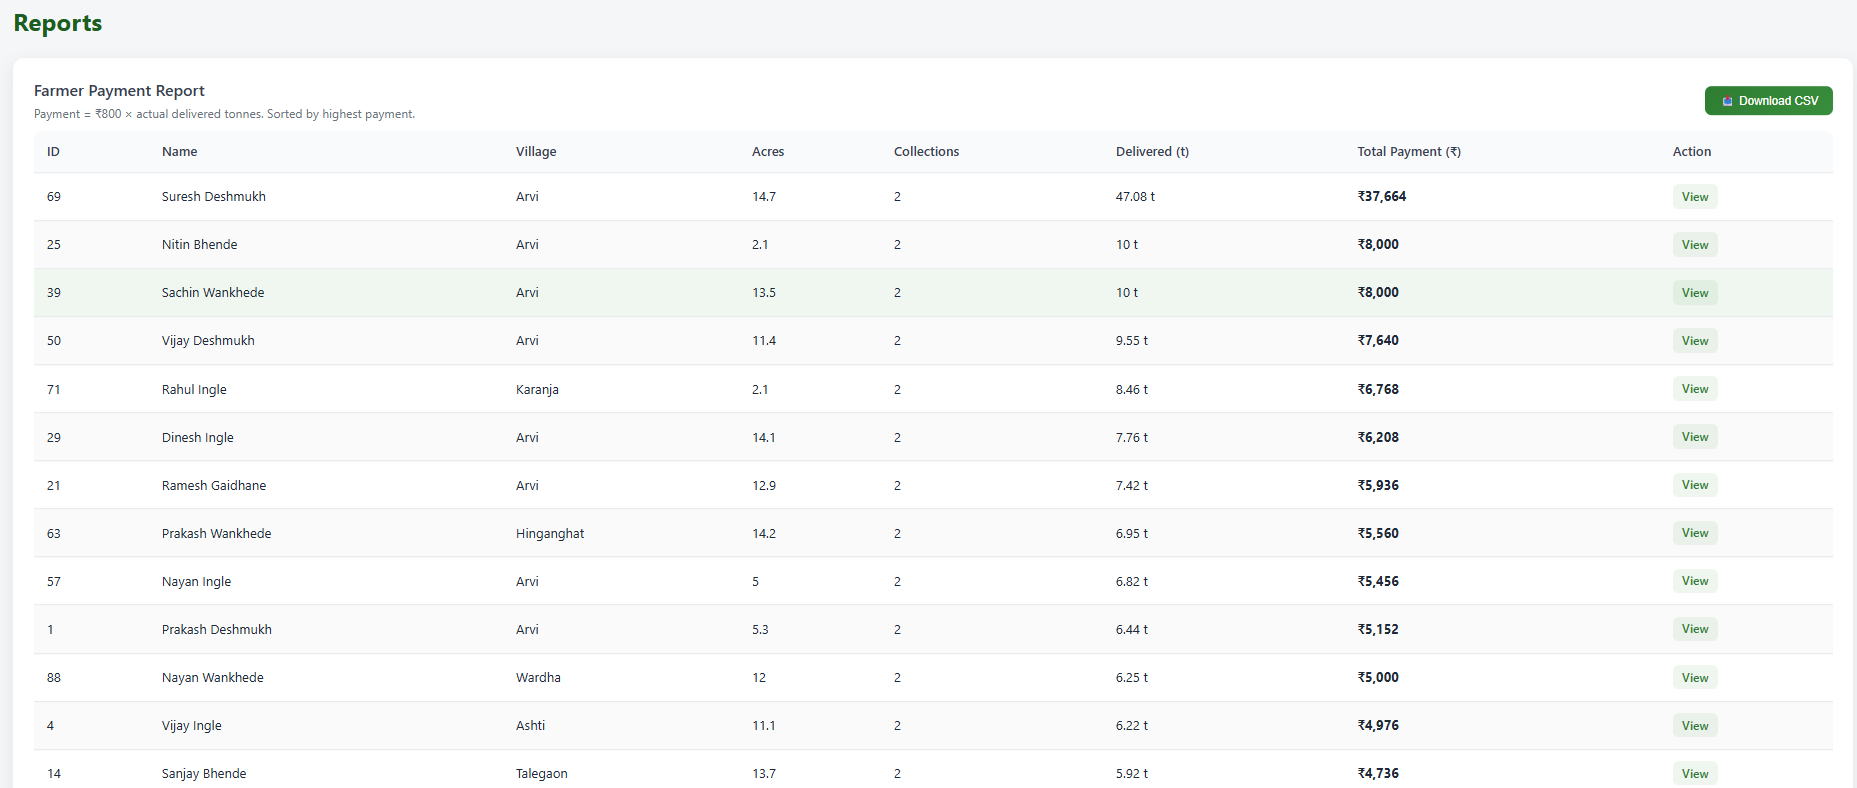 Reports
Farmer Payment Report
Payment = ₹800 × actual delivered tonnes. Sorted by highest payment.
Download CSV
ID Name Village Acres Collections Delivered (t) Total Payment (₹) Action
69 Suresh Deshmukh Arvi 14.7 2 47.08 t ₹37,664 View
25 Nitin Bhende Arvi 2.1 2 10 t ₹8,000 View
39 Sachin Wankhede Arvi 13.5 2 10 t ₹8,000 View
50 Vijay Deshmukh Arvi 11.4 2 9.55 t ₹7,640 View
71 Rahul Ingle Karanja 2.1 2 8.46 t ₹6,768 View
29 Dinesh Ingle Arvi 14.1 2 7.76 t ₹6,208 View
21 Ramesh Gaidhane Arvi 12.9 2 7.42 t ₹5,936 View
63 Prakash Wankhede Hinganghat 14.2 2 6.95 t ₹5,560 View
57 Nayan Ingle Arvi 5 2 6.82 t ₹5,456 View
1 Prakash Deshmukh Arvi 5.3 2 6.44 t ₹5,152 View
88 Nayan Wankhede Wardha 12 2 6.25 t ₹5,000 View
4 Vijay Ingle Ashti 11.1 2 6.22 t ₹4,976 View
14 Sanjay Bhende Talegaon 13.7 2 5.92 t ₹4,736 View